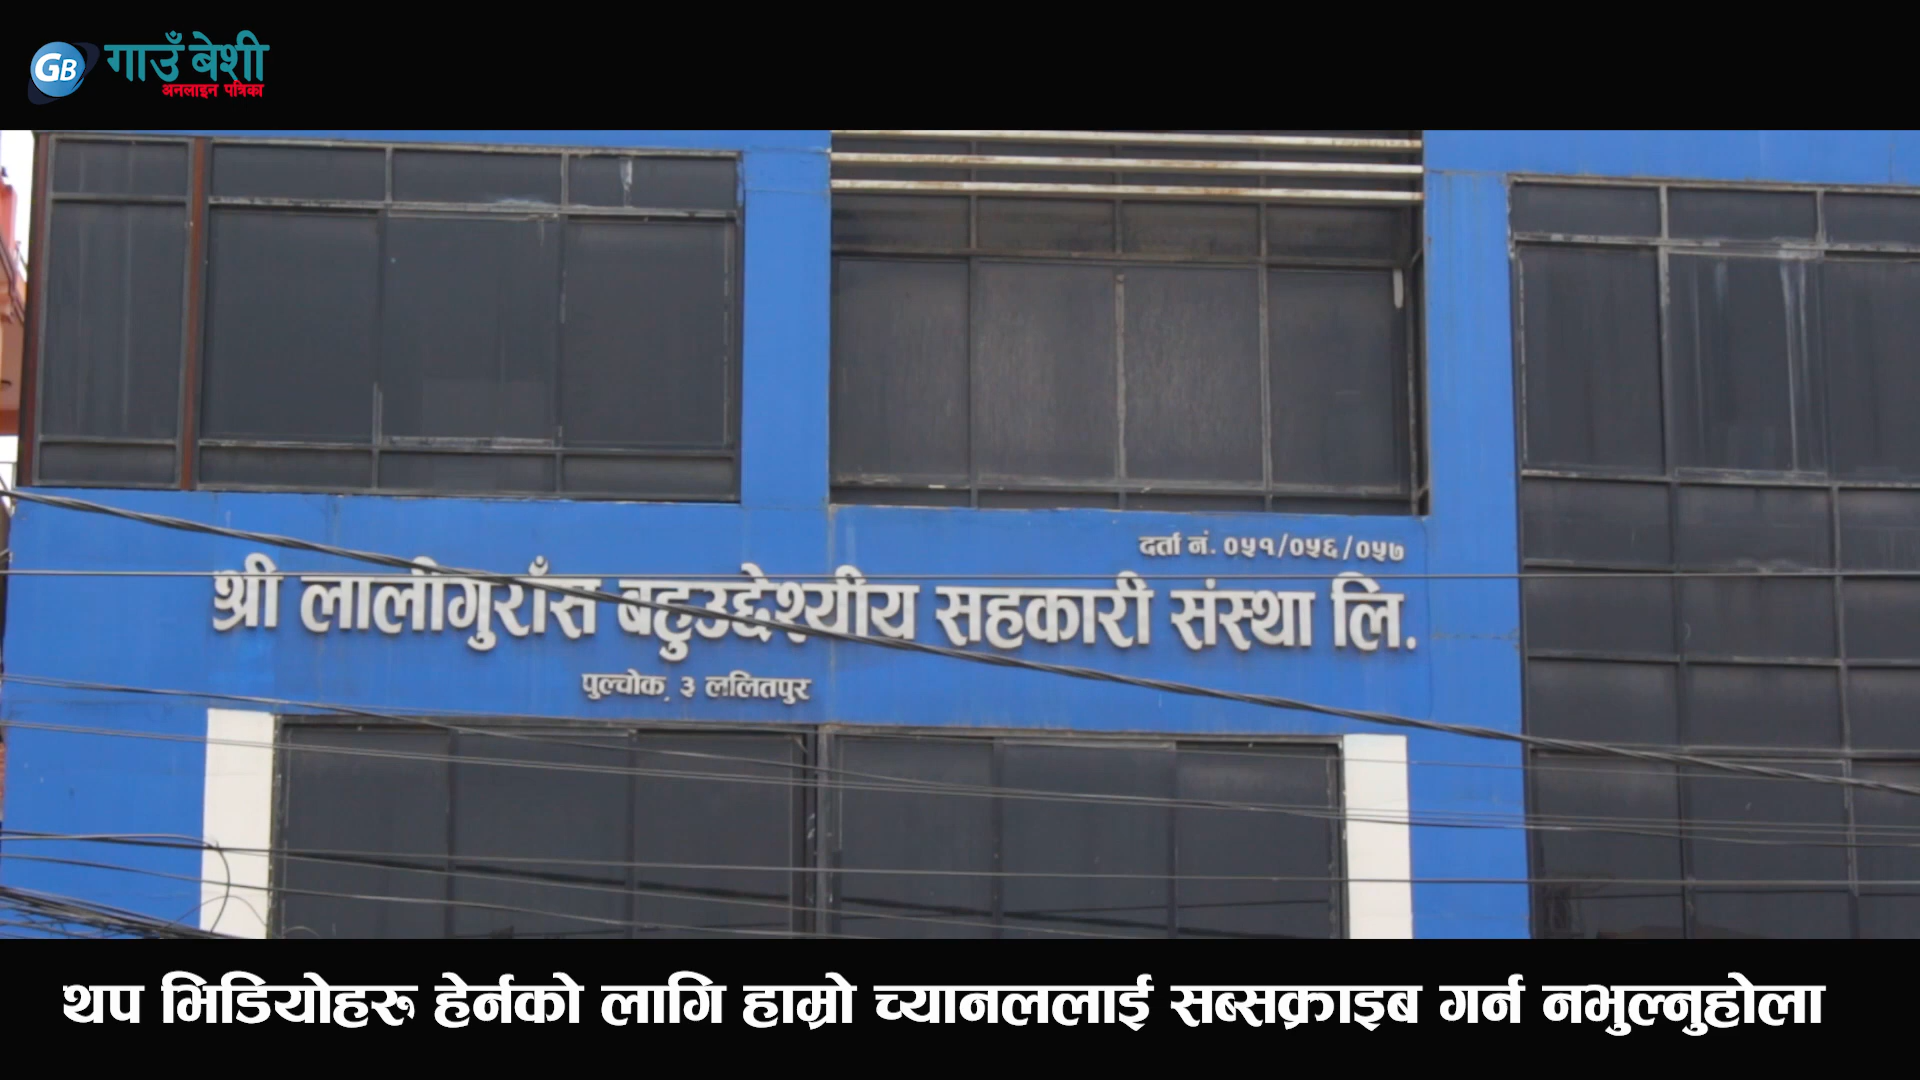 GB गाउँ बेशी
अनलाइन पत्रिका
दर्ता नं. ०५१/०५६/०५७
श्री लालीगुराँस बहुउद्देश्यीय सहकारी संस्था लि.
पुल्चोक, ३ ललितपुर
थप भिडियोहरु हेर्नको लागि हाम्रो च्यानललाई सब्सक्राइब गर्न नभुल्नुहोला